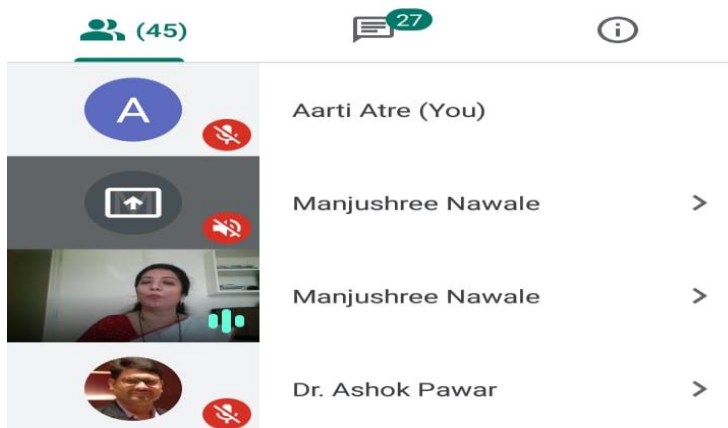 (45)
27
A
Aarti Atre (You)
Manjushree Nawale
Manjushree Nawale
Dr. Ashok Pawar